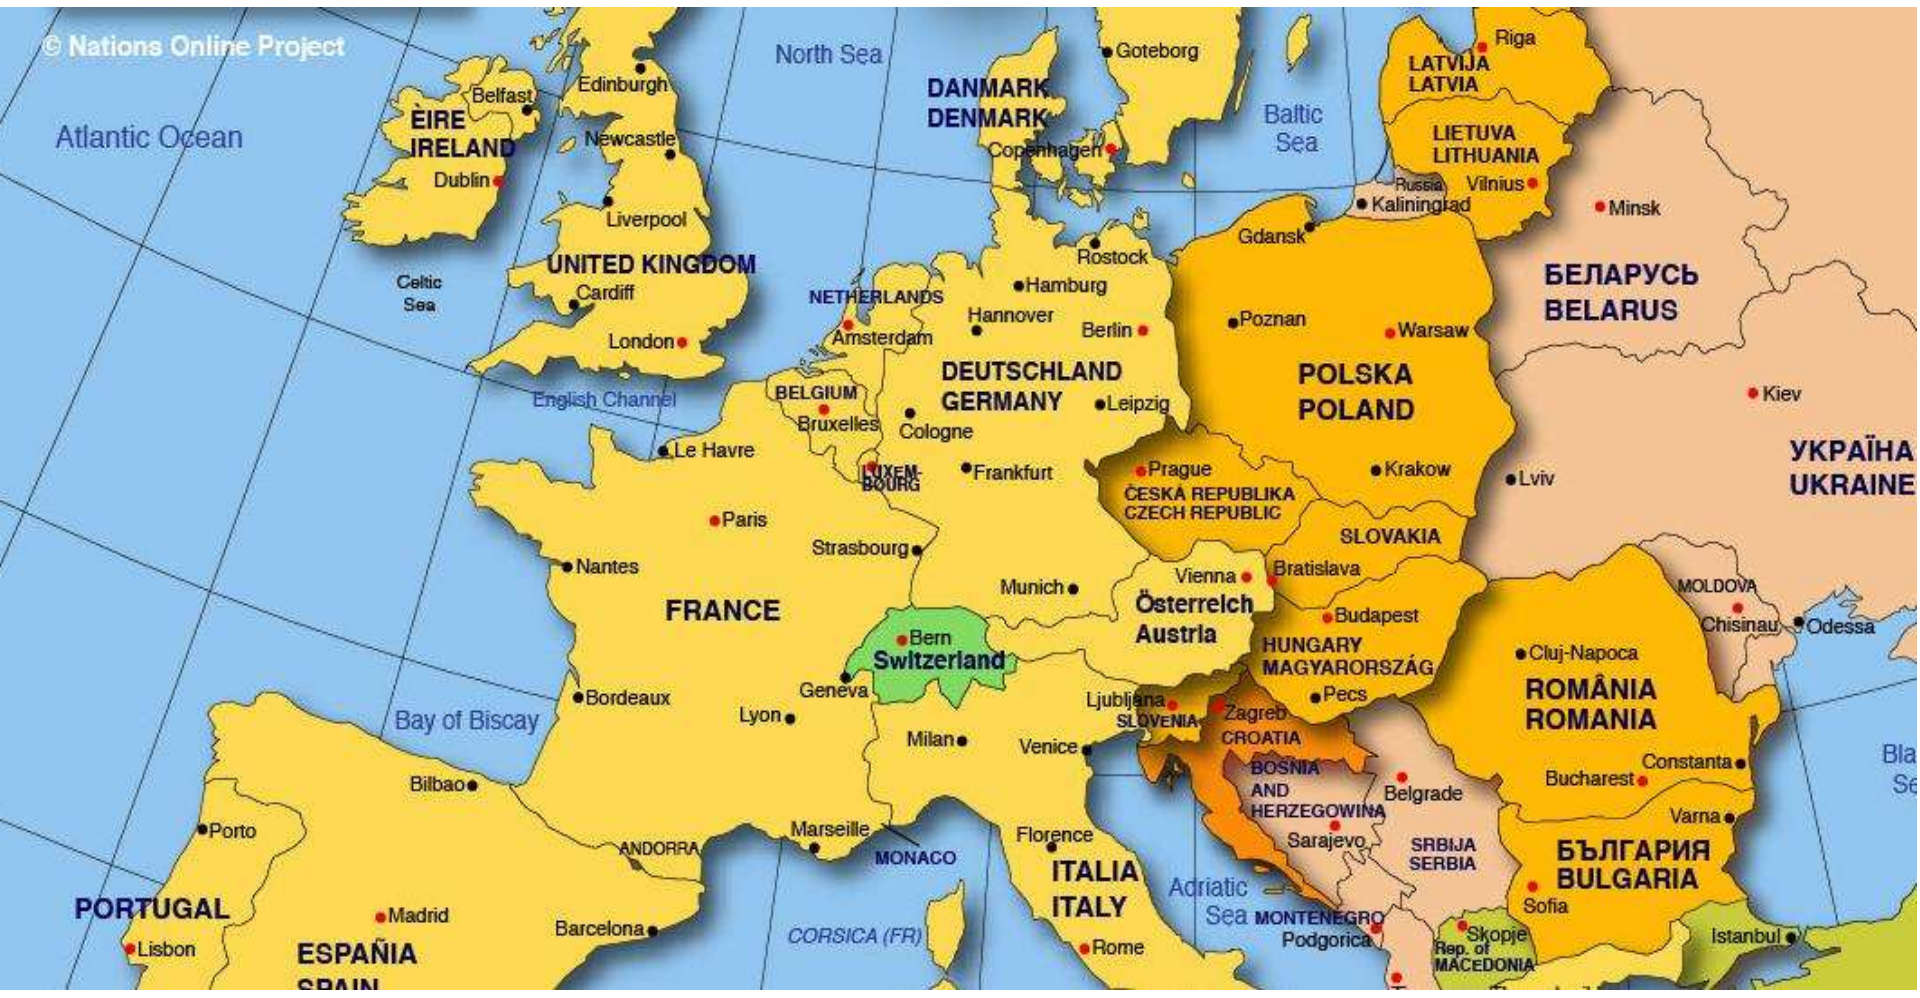 © Nations Online Project
North Sea
Goteborg
Riga
LATVIJA
LATVIA
Edinburgh
Belfast
DANMARK
DENMARK
Baltic
Sea
Atlantic Ocean
ÈIRE
IRELAND
Newcastle
Copenhagen
LIETUVA
LITHUANIA
Dublin
Russia
Vilnius
Kaliningrad
Minsk
Liverpool
Gdansk
Rostock
UNITED KINGDOM
Celtic
Sea
Cardiff
NETHERLANDS
Hamburg
БЕЛАРУСЬ
BELARUS
Hannover
Poznan
London
Amsterdam
Berlin
Warsaw
DEUTSCHLAND
GERMANY
POLSKA
POLAND
English Channel
BELGIUM
Bruxelles
Leipzig
Kiev
Cologne
Le Havre
LUXEM-
BOURG
Frankfurt
Prague
Krakow
Lviv
УКРАЇНА
UKRAINE
ČESKÁ REPUBLIKA
CZECH REPUBLIC
Paris
SLOVAKIA
Strasbourg
Nantes
Munich
Vienna
Bratislava
MOLDOVA
FRANCE
Österreich
Austria
Budapest
Chisinau
Odessa
Bern
Switzerland
HUNGARY
MAGYARORSZÁG
Cluj-Napoca
Geneva
Bordeaux
Ljubljana
SLOVENIA
Pecs
ROMÂNIA
ROMANIA
Bay of Biscay
Lyon
Zagreb
CROATIA
Milan
Venice
BOSNIA
AND
HERZEGOWINA
Constanta
Bla
Se
Bilbao
Belgrade
Bucharest
Porto
Marseille
MONACO
Florence
Sarajevo
Varna
ANDORRA
SRBIJA
SERBIA
БЪЛГАРИЯ
BULGARIA
ITALIA
ITALY
Adriatic
Sea
PORTUGAL
Madrid
Barcelona
CORSICA (FR)
MONTENEGRO
Podgorica
Sofia
Lisbon
ESPAÑIA
SPAIN
Rome
Skopje
Rep. of
MACEDONIA
Istanbul